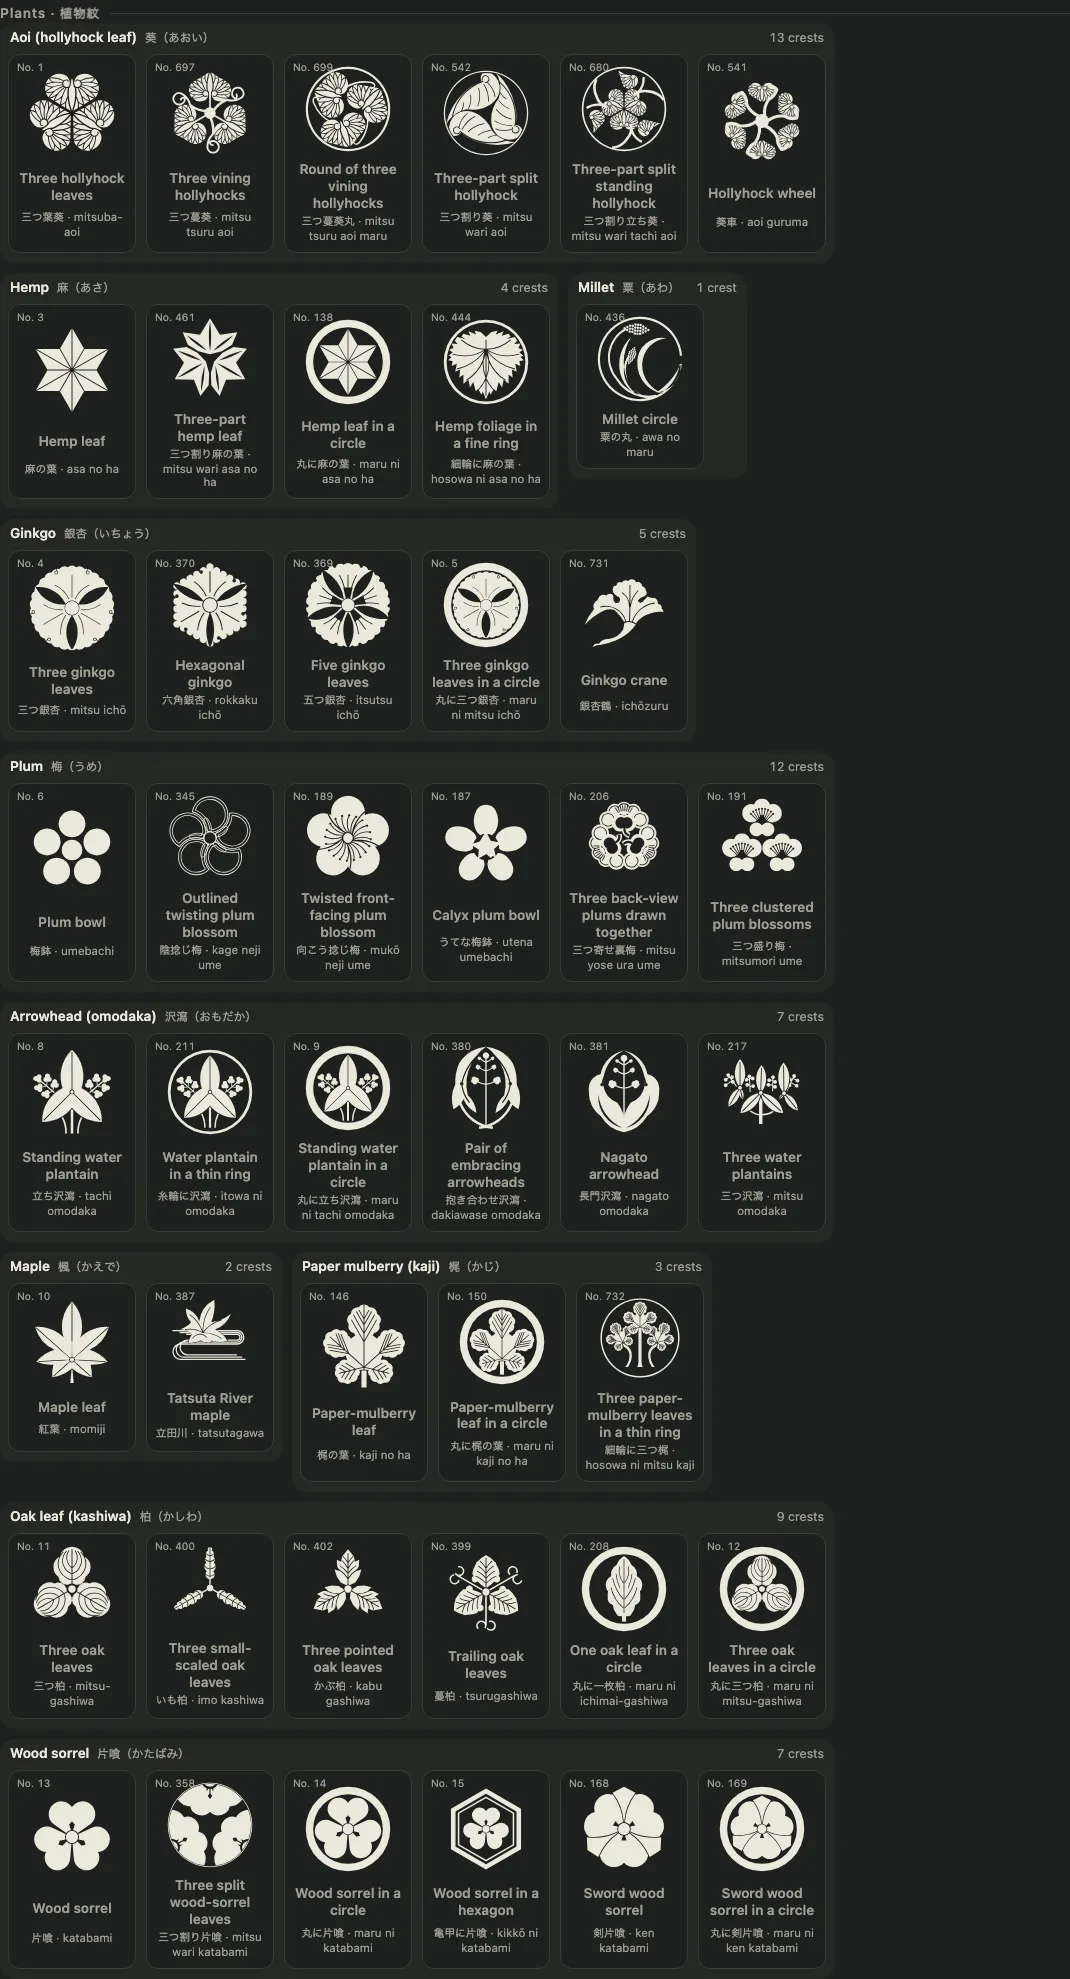 Plants · 植物紋
Aoi (hollyhock leaf) 葵（あおい） 13 crests
No. 1
Three hollyhock
leaves
三つ葉葵 · mitsuba-
aoi
No. 697
Three vining
hollyhocks
三つ蔓葵 · mitsu
tsuru aoi
No. 699
Round of three
vining
hollyhocks
三つ蔓葵丸 · mitsu
tsuru aoi maru
No. 542
Three-part split
hollyhock
三つ割り葵 · mitsu
wari aoi
No. 680
Three-part split
standing
hollyhock
三つ割り立ち葵 ·
mitsu wari tachi aoi
No. 541
Hollyhock wheel
葵車 · aoi guruma
Hemp 麻（あさ） 4 crests
No. 3
Hemp leaf
麻の葉 · asa no ha
No. 461
Three-part
hemp leaf
三つ割り麻の葉 ·
mitsu wari asa no
ha
No. 138
Hemp leaf in a
circle
丸に麻の葉 · maru ni
asa no ha
No. 444
Hemp foliage in
a fine ring
細輪に麻の葉 ·
hosowa ni asa no ha
Millet 粟（あわ） 1 crest
No. 436
Millet circle
粟の丸 · awa no
maru
Ginkgo 銀杏（いちょう） 5 crests
No. 4
Three ginkgo
leaves
三つ銀杏 · mitsu ichō
No. 370
Hexagonal
ginkgo
六角銀杏 · rokkaku
ichō
No. 369
Five ginkgo
leaves
五つ銀杏 · itsutsu
ichō
No. 5
Three ginkgo
leaves in a circle
丸に三つ銀杏 · maru
ni mitsu ichō
No. 731
Ginkgo crane
銀杏鶴 · ichōzuru
Plum 梅（うめ） 12 crests
No. 6
Plum bowl
梅鉢 · umebachi
No. 345
Outlined
twisting plum
blossom
陰捻じ梅 · kage neji
ume
No. 189
Twisted front-
facing plum
blossom
向こう捻じ梅 · mukō
neji ume
No. 187
Calyx plum bowl
うてな梅鉢 · utena
umebachi
No. 206
Three back-view
plums drawn
together
三つ寄せ裏梅 · mitsu
yose ura ume
No. 191
Three clustered
plum blossoms
三つ盛り梅 ·
mitsumori ume
Arrowhead (omodaka) 沢瀉（おもだか） 7 crests
No. 8
Standing water
plantain
立ち沢瀉 · tachi
omodaka
No. 211
Water plantain
in a thin ring
糸輪に沢瀉 · itowa ni
omodaka
No. 9
Standing water
plantain in a
circle
丸に立ち沢瀉 · maru
ni tachi omodaka
No. 380
Pair of
embracing
arrowheads
抱き合わせ沢瀉 ·
dakiawase omodaka
No. 381
Nagato
arrowhead
長門沢瀉 · nagato
omodaka
No. 217
Three water
plantains
三つ沢瀉 · mitsu
omodaka
Maple 楓（かえで） 2 crests
No. 10
Maple leaf
紅葉 · momiji
No. 387
Tatsuta River
maple
立田川 · tatsutagawa
Paper mulberry (kaji) 梶（かじ） 3 crests
No. 146
Paper-mulberry
leaf
梶の葉 · kaji no ha
No. 150
Paper-mulberry
leaf in a circle
丸に梶の葉 · maru ni
kaji no ha
No. 732
Three paper-
mulberry leaves
in a thin ring
細輪に三つ梶 ·
hosowa ni mitsu kaji
Oak leaf (kashiwa) 柏（かしわ） 9 crests
No. 11
Three oak
leaves
三つ柏 · mitsu-
gashiwa
No. 400
Three small-
scaled oak
leaves
いも柏 · imo kashiwa
No. 402
Three pointed
oak leaves
かぶ柏 · kabu
gashiwa
No. 399
Trailing oak
leaves
蔓柏 · tsurugashiwa
No. 208
One oak leaf in a
circle
丸に一枚柏 · maru ni
ichimai-gashiwa
No. 12
Three oak
leaves in a circle
丸に三つ柏 · maru ni
mitsu-gashiwa
Wood sorrel 片喰（かたばみ） 7 crests
No. 13
Wood sorrel
片喰 · katabami
No. 358
Three split
wood-sorrel
leaves
三つ割り片喰 · mitsu
wari katabami
No. 14
Wood sorrel in a
circle
丸に片喰 · maru ni
katabami
No. 15
Wood sorrel in a
hexagon
亀甲に片喰 · kikkō ni
katabami
No. 168
Sword wood
sorrel
剣片喰 · ken
katabami
No. 169
Sword wood
sorrel in a circle
丸に剣片喰 · maru ni
ken katabami